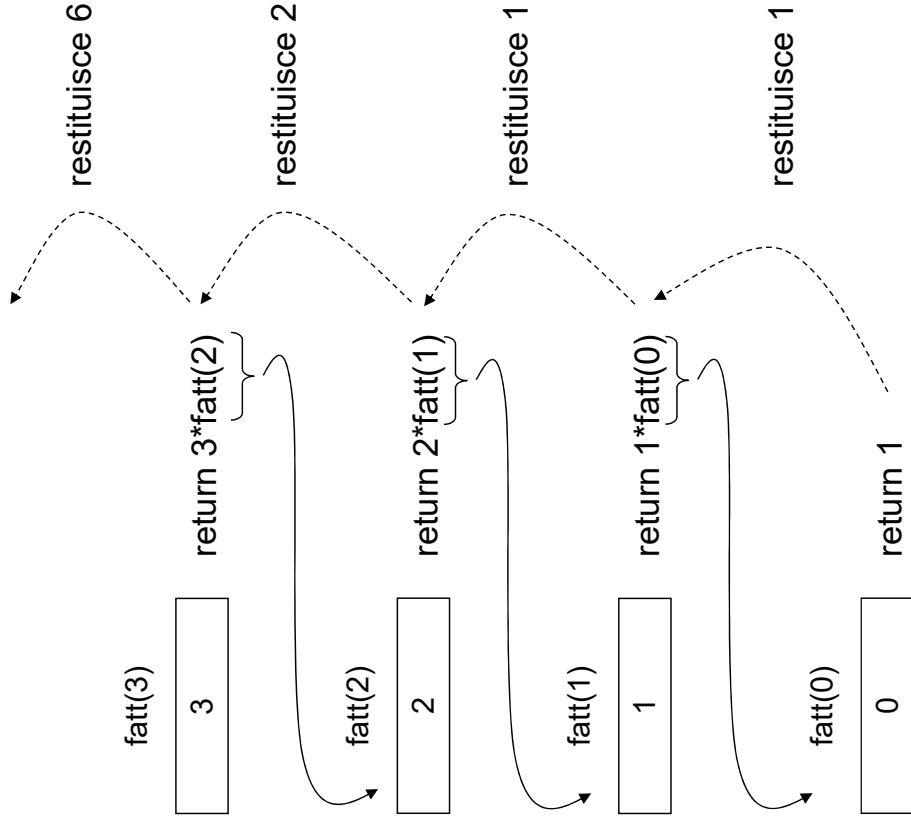 fatt(3)
3
return 3*fatt(2)
restituisce 6
fatt(2)
2
return 2*fatt(1)
restituisce 2
fatt(1)
1
return 1*fatt(0)
restituisce 1
fatt(0)
0
return 1
restituisce 1